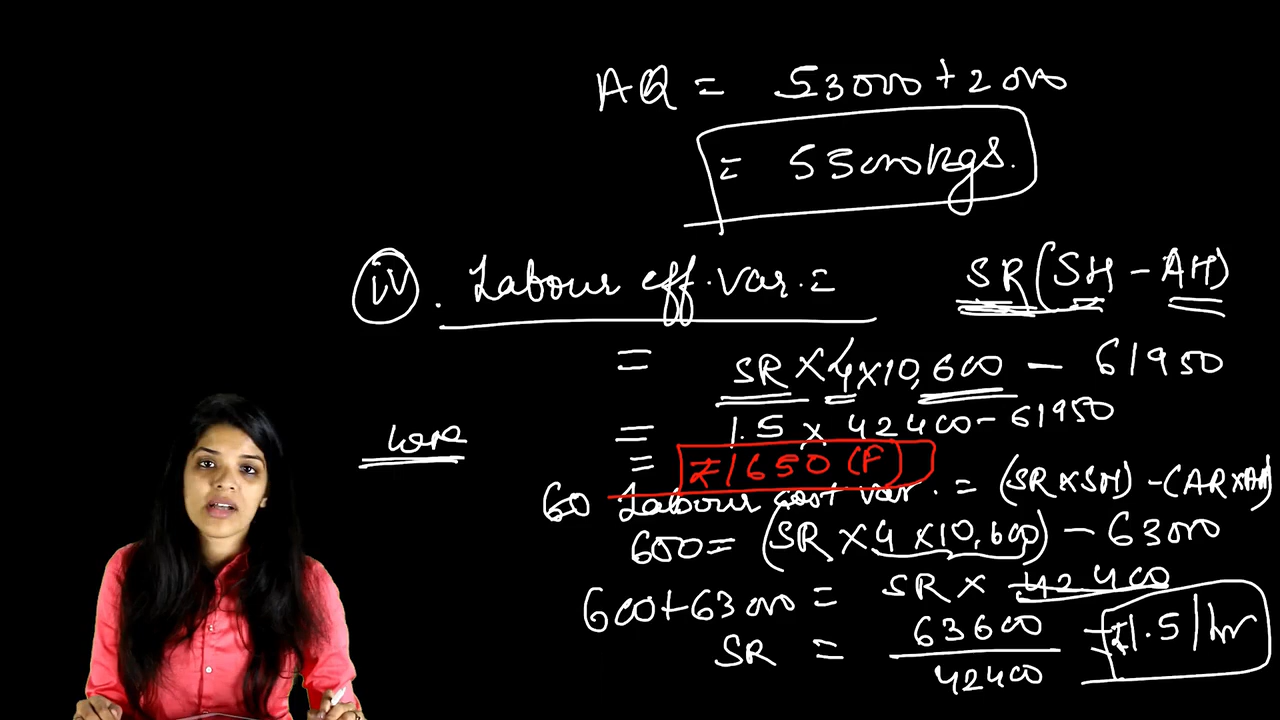 AQ = 53000 + 2000
= 55000 kgs.
iv. Labour eff. var. = SR (SH - AH)
= SR × 4 × 10,600 - 61950
= 1.5 × 42400 - 61950
= ₹1650 (F)
Labour cost var. = (SR × SH) - (AR × AH)
600 = (SR × 4 × 10,600) - 63000
600 + 63000 = SR × 42400
SR = 63600 / 42400 = ₹1.5/hr